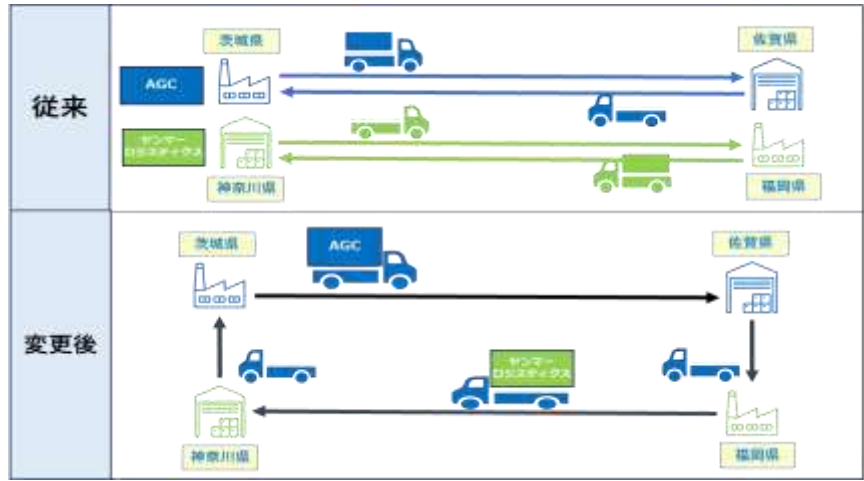 従来
茨城県
佐賀県
AGC
ヤンマー
ロジスティクス
神奈川県
福岡県
変更後
茨城県
AGC
佐賀県
ヤンマー
ロジスティクス
神奈川県
福岡県